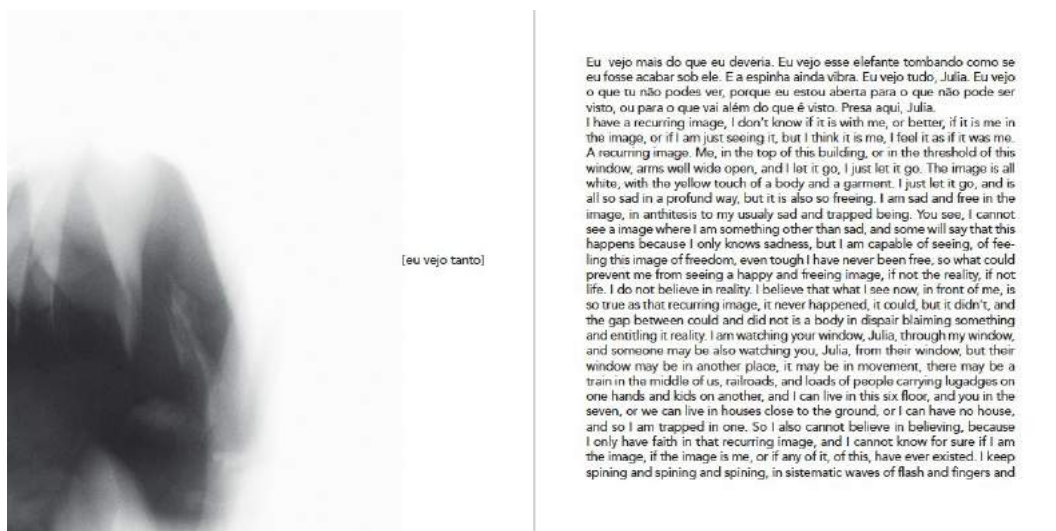 [eu vejo tanto]
Eu vejo mais do que eu deveria. Eu vejo esse elefante tombando como se
eu fosse acabar sob ele. E a espinha ainda vibra. Eu vejo tudo, Julia. Eu vejo
o que tu não podes ver, porque eu estou aberta para o que não pode ser
visto, ou para o que vai além do que é visto. Presa aqui, Julia.
I have a recurring image, I don't know if it is with me, or better, if it is me in
the image, or if I am just seeing it, but I think it is me, I feel it as if it was me.
A recurring image. Me, in the top of this building, or in the threshold of this
window, arms well wide open, and I let it go, I just let it go. The image is all
white, with the yellow touch of a body and a garment. I just let it go, and is
all so sad in a profund way, but it is also so freeing. I am sad and free in the
image, in anthitesis to my usualy sad and trapped being. You see, I cannot
see a image where I am something other than sad, and some will say that this
happens because I only knows sadness, but I am capable of seeing, of fee-
ling this image of freedom, even tough I have never been free, so what could
prevent me from seeing a happy and freeing image, if not the reality, if not
life. I do not believe in reality. I believe that what I see now, in front of me, is
so true as that recurring image, it never happened, it could, but it didn't, and
the gap between could and did not is a body in dispair blaiming something
and entitling it reality. I am watching your window, Julia, through my window,
and someone may be also watching you, Julia, from their window, but their
window may be in another place, it may be in movement, there may be a
train in the middle of us, railroads, and loads of people carrying lugadges on
one hands and kids on another, and I can live in this six floor, and you in the
seven, or we can live in houses close to the ground, or I can have no house,
and so I am trapped in one. So I also cannot believe in believing, because
I only have faith in that recurring image, and I cannot know for sure if I am
the image, if the image is me, or if any of it, of this, have ever existed. I keep
spining and spining and spining, in sistematic waves of flash and fingers and